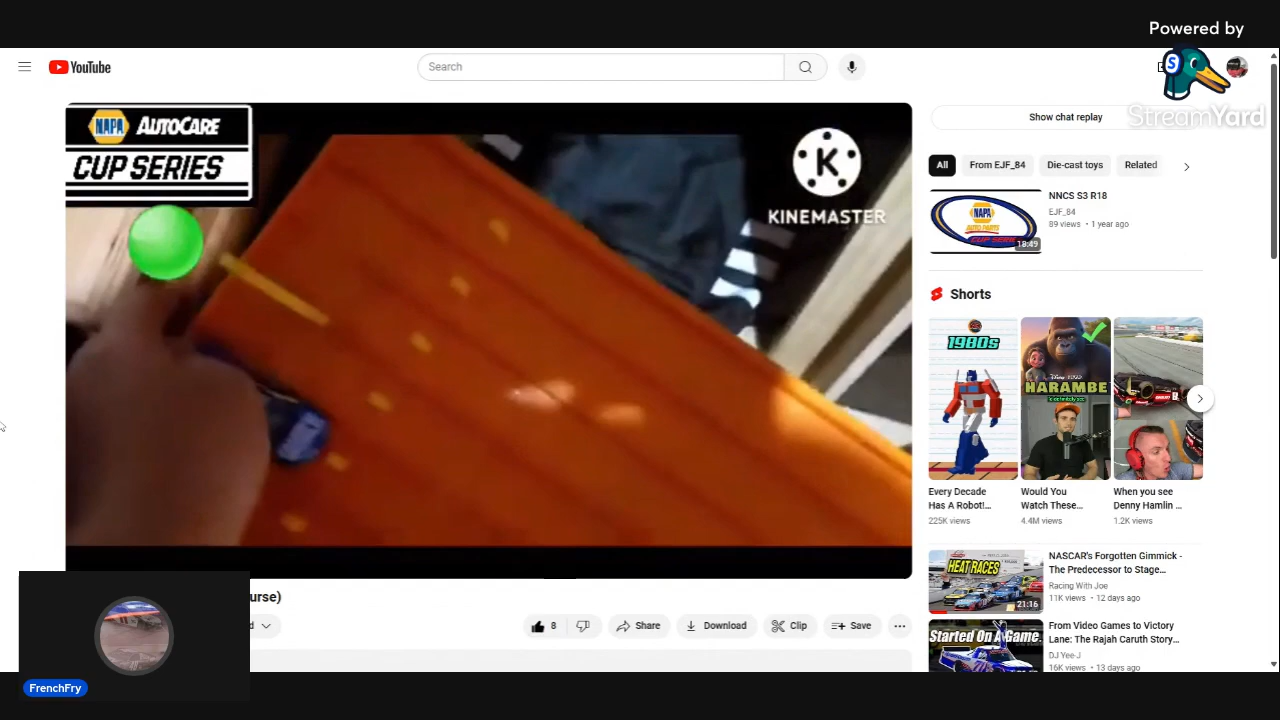 Powered by
StreamYard
YouTube
Search
Show chat replay
All
From EJF_84
Die-cast toys
Related
NAPA AUTOCARE
CUP SERIES
K
KINEMASTER
NAPA
AUTO PARTS
CUP SERIES
18:49
NNCS S3 R18
EJF_84
89 views • 1 year ago
Shorts
1980s
HARAMBE
Every Decade
Has A Robot!...
225K views
Would You
Watch These...
4.4M views
When you see
Denny Hamlin ...
1.2K views
HEAT RACES
21:16
NASCAR's Forgotten Gimmick -
The Predecessor to Stage...
Racing With Joe
11K views • 12 days ago
Started On A Game.
From Video Games to Victory
Lane: The Rajah Caruth Story...
DJ Yee-J
16K views • 13 days ago
urse)
d
8
Share
Download
Clip
Save
FrenchFry